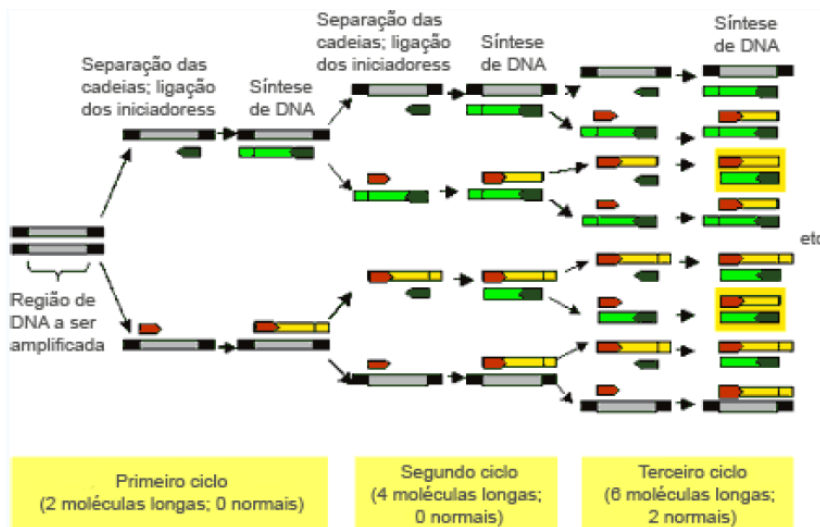 Separação das
cadeias; ligação
dos iniciadoress
Síntese
de DNA
Separação das
cadeias; ligação
dos iniciadoress
Síntese
de DNA
Síntese
de DNA
Região de
DNA a ser
amplificada
etc
Primeiro ciclo
(2 moléculas longas; 0 normais)
Segundo ciclo
(4 moléculas longas;
0 normais)
Terceiro ciclo
(6 moléculas longas;
2 normais)